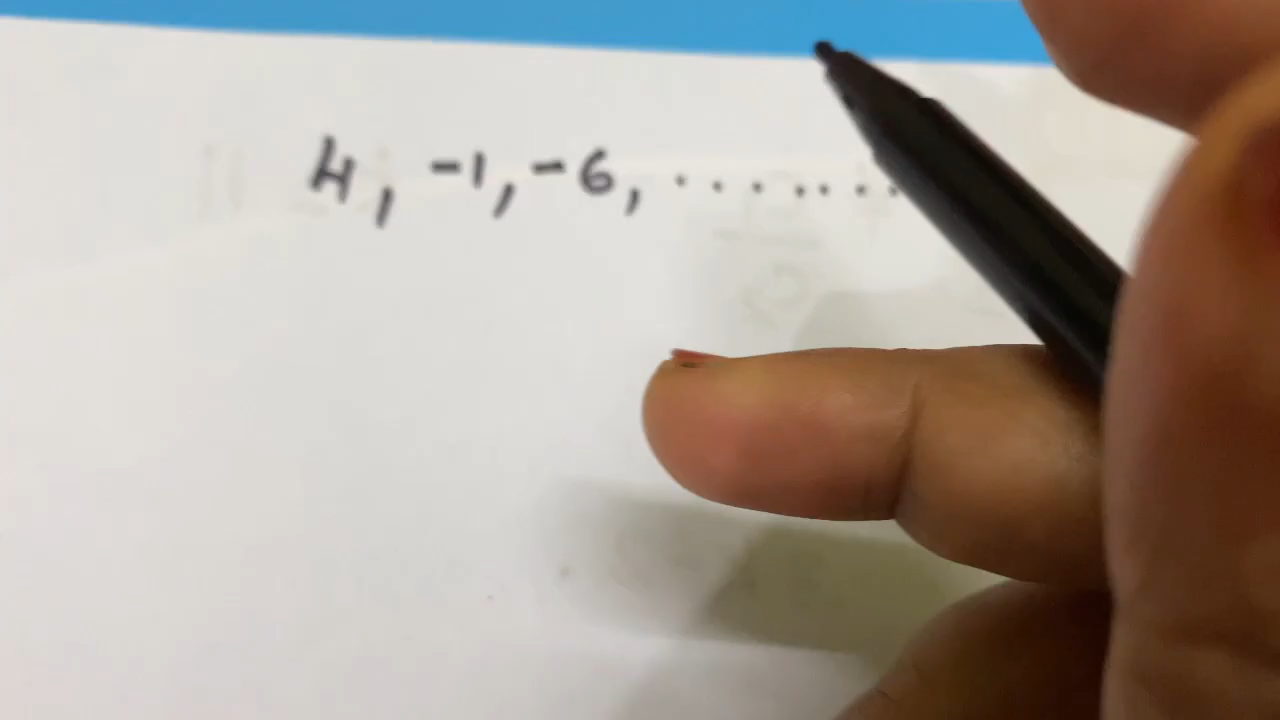 4, -1, -6, ........